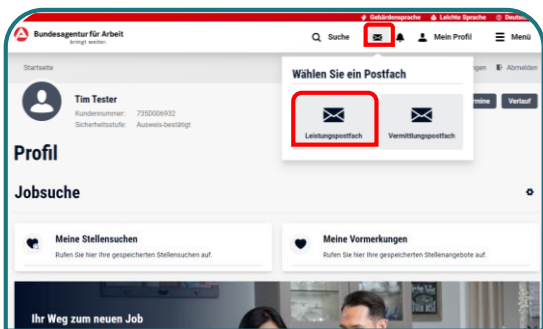 Gebärdensprache Leichte Sprache Deutsch
Bundesagentur für Arbeit
bringt weiter.
Suche Mein Profil Menü
Startseite
Abmelden
Wählen Sie ein Postfach
Leistungspostfach Vermittlungspostfach
Verlauf
Tim Tester
Kundennummer: 735D006932
Sicherheitsstufe: Ausweis-bestätigt
Profil
Jobsuche
Meine Stellensuchen
Rufen Sie hier Ihre gespeicherten Stellensuchen auf.
Meine Vormerkungen
Rufen Sie hier Ihre gespeicherten Stellenangebote auf.
Ihr Weg zum neuen Job